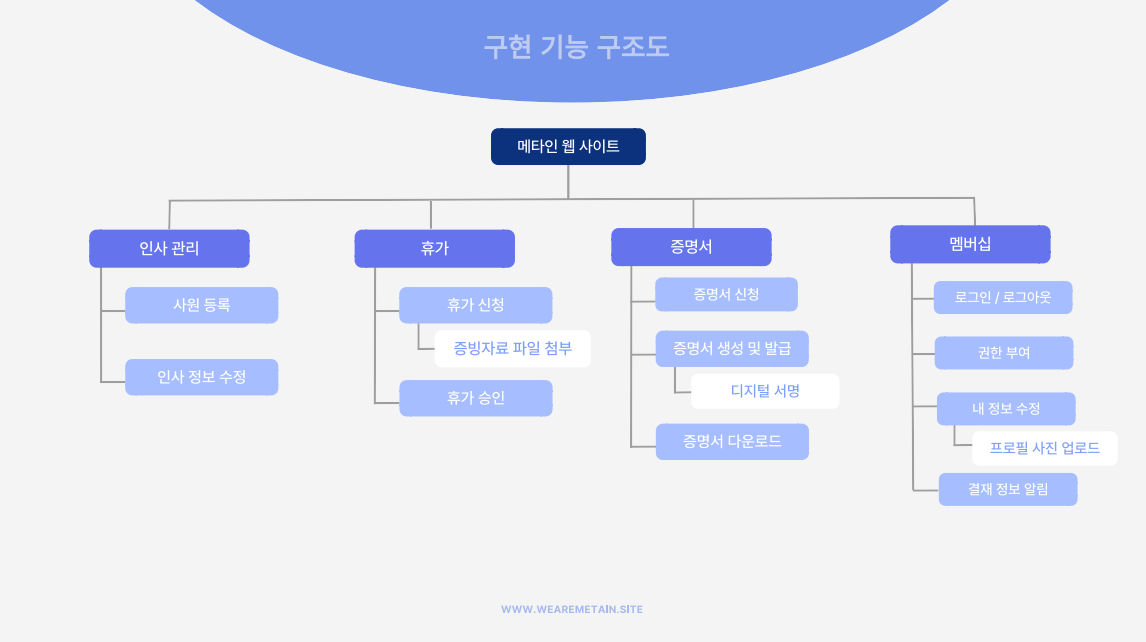 구현 기능 구조도
메타인 웹 사이트
인사 관리
사원 등록
인사 정보 수정
휴가
휴가 신청
증빙자료 파일 첨부
휴가 승인
증명서
증명서 신청
증명서 생성 및 발급
디지털 서명
증명서 다운로드
멤버십
로그인 / 로그아웃
권한 부여
내 정보 수정
프로필 사진 업로드
결재 정보 알림
WWW.WEAREMETAIN.SITE